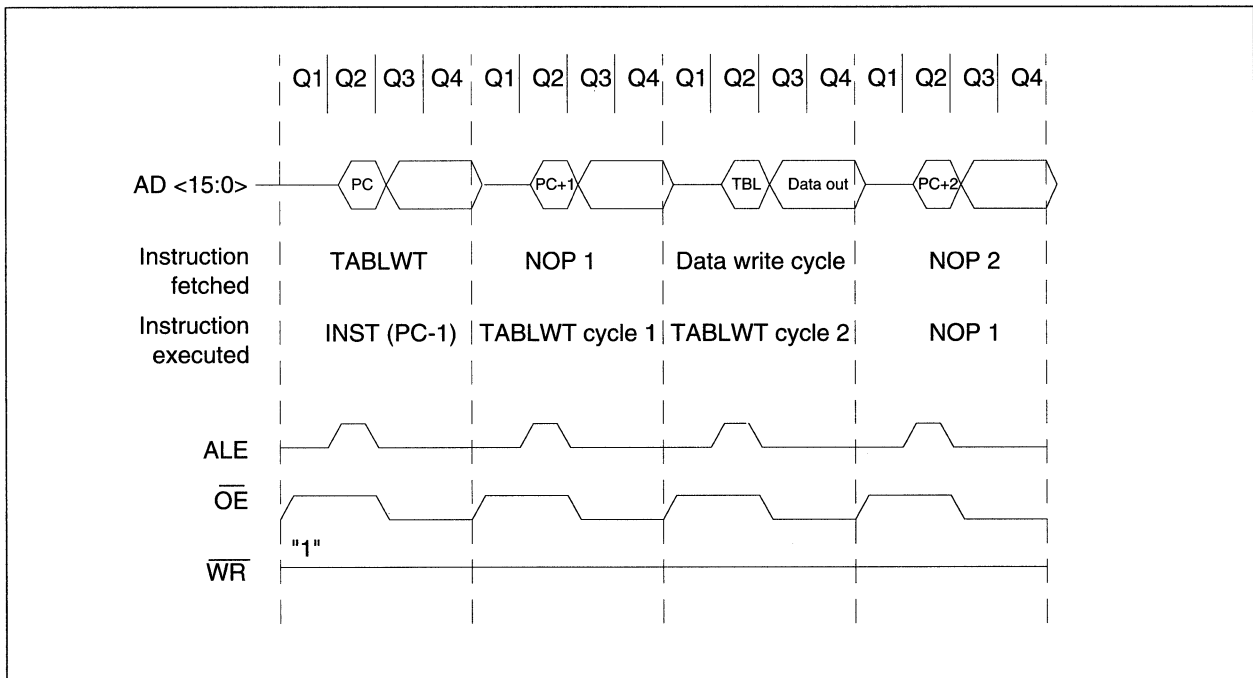 Q1 Q2 Q3 Q4 Q1 Q2 Q3 Q4 Q1 Q2 Q3 Q4 Q1 Q2 Q3 Q4
AD <15:0> PC PC+1 TBL Data out PC+2
Instruction fetched TABLWT NOP 1 Data write cycle NOP 2
Instruction executed INST (PC-1) TABLWT cycle 1 TABLWT cycle 2 NOP 1
ALE
OE
"1"
WR